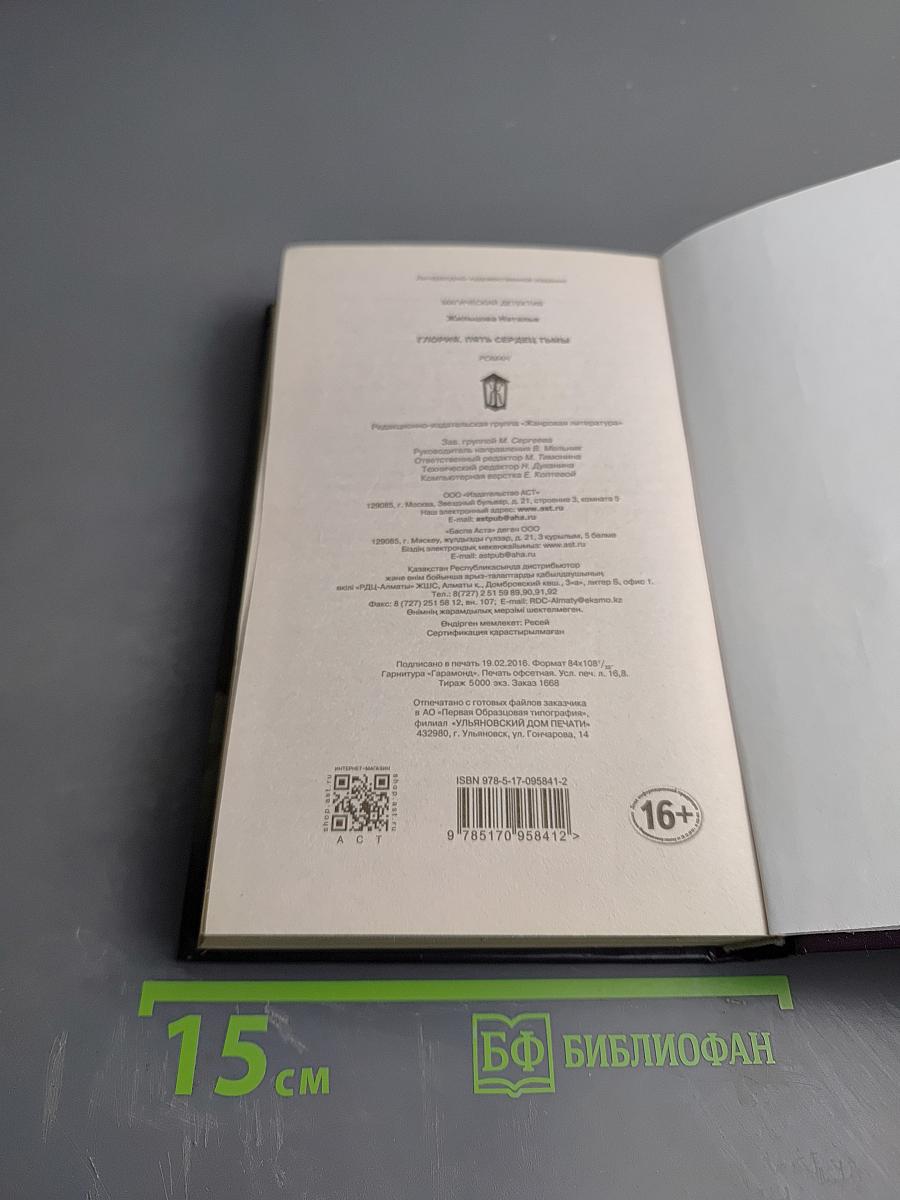 Литературно-художественное издание
МАГИЧЕСКИЙ ДЕТЕКТИВ
Жильцова Наталья
ГЛОРИЯ. ПЯТЬ СЕРДЕЦ ТЬМЫ
РОМАН
Редакционно-издательская группа «Жанровая литература»
Зав. группой М. Сергеева
Руководитель направления В. Мельник
Ответственный редактор М. Тимонина
Технический редактор Н. Духанина
Компьютерная верстка Е. Коптевой
ООО «Издательство АСТ»
129085, г. Москва, Звездный бульвар, д. 21, строение 3, комната 5
Наш электронный адрес: www.ast.ru
E-mail: astpub@aha.ru
«Баспа Аста» деген ООО
129085, г. Мәскеу, жұлдызды гүлзар, д. 21, 3 құрылым, 5 бөлме
Біздің электрондық мекенжайымыз: www.ast.ru
E-mail: astpub@aha.ru
Қазақстан Республикасында дистрибьютор
және өнім бойынша арыз-талаптарды қабылдаушының
өкілі «РДЦ-Алматы» ЖШС, Алматы қ., Домбровский көш., 3«а», литер Б, офис 1.
Тел.: 8(727) 2 51 59 89,90,91,92
Факс: 8 (727) 251 58 12, вн. 107; E-mail: RDC-Almaty@eksmo.kz
Өнімнің жарамдылық мерзімі шектелмеген.
Өндірген мемлекет: Ресей
Сертификация қарастырылмаған
Подписано в печать 19.02.2016. Формат 84x108 1/32.
Гарнитура «Гарамонд». Печать офсетная. Усл. печ. л. 16,8.
Тираж 5000 экз. Заказ 1668
Отпечатано с готовых файлов заказчика
в АО «Первая Образцовая типография»,
филиал «УЛЬЯНОВСКИЙ ДОМ ПЕЧАТИ»
432980, г. Ульяновск, ул. Гончарова, 14
ИНТЕРНЕТ-МАГАЗИН
shop.ast.ru
shop.ast.ru
А С Т
ISBN 978-5-17-095841-2
9 785170 958412 >
16+
15 см
БФ БИБЛИОФАН